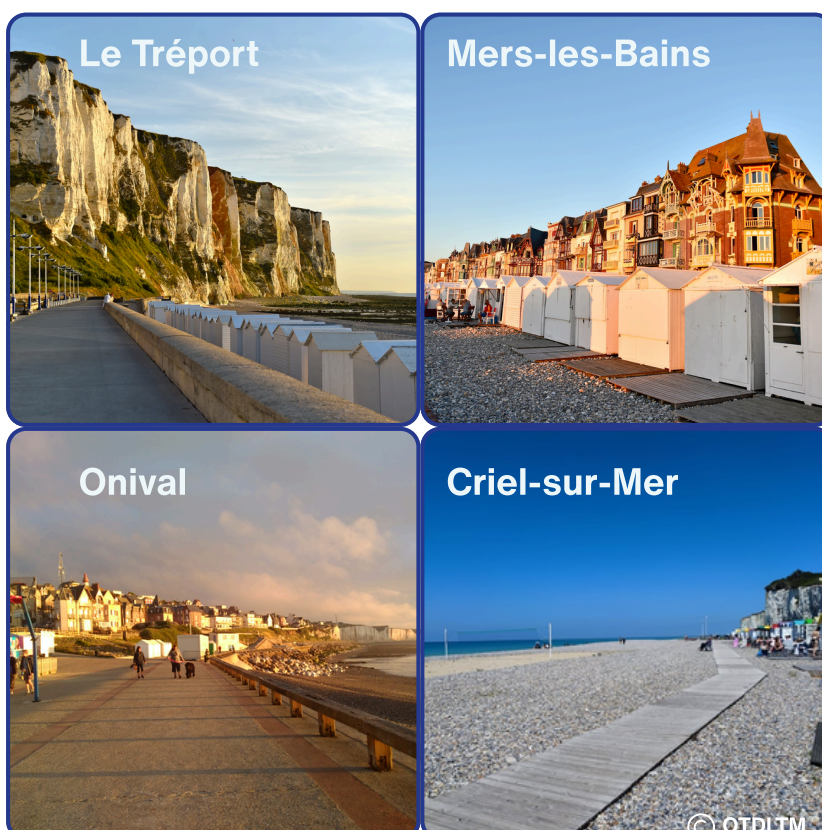 Le Tréport
Mers-les-Bains
Onival
Criel-sur-Mer
© OTDLTM